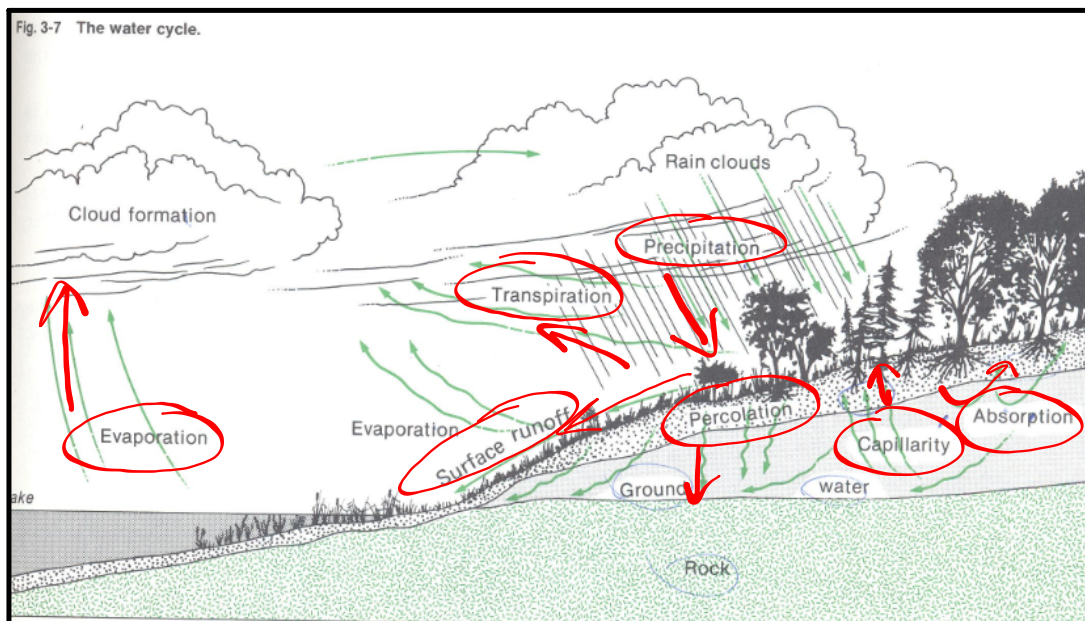 Fig. 3-7 The water cycle.
Rain clouds
Cloud formation
Precipitation
Transpiration
Percolation
Absorption
Evaporation
Evaporation
Surface runoff
Capillarity
Ground water
ake
Rock